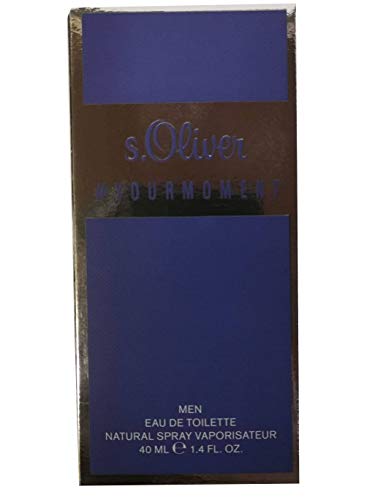 s.Oliver
#YOURMOMENT
MEN
EAU DE TOILETTE
NATURAL SPRAY VAPORISATEUR
40 ML ℮ 1.4 FL. OZ.